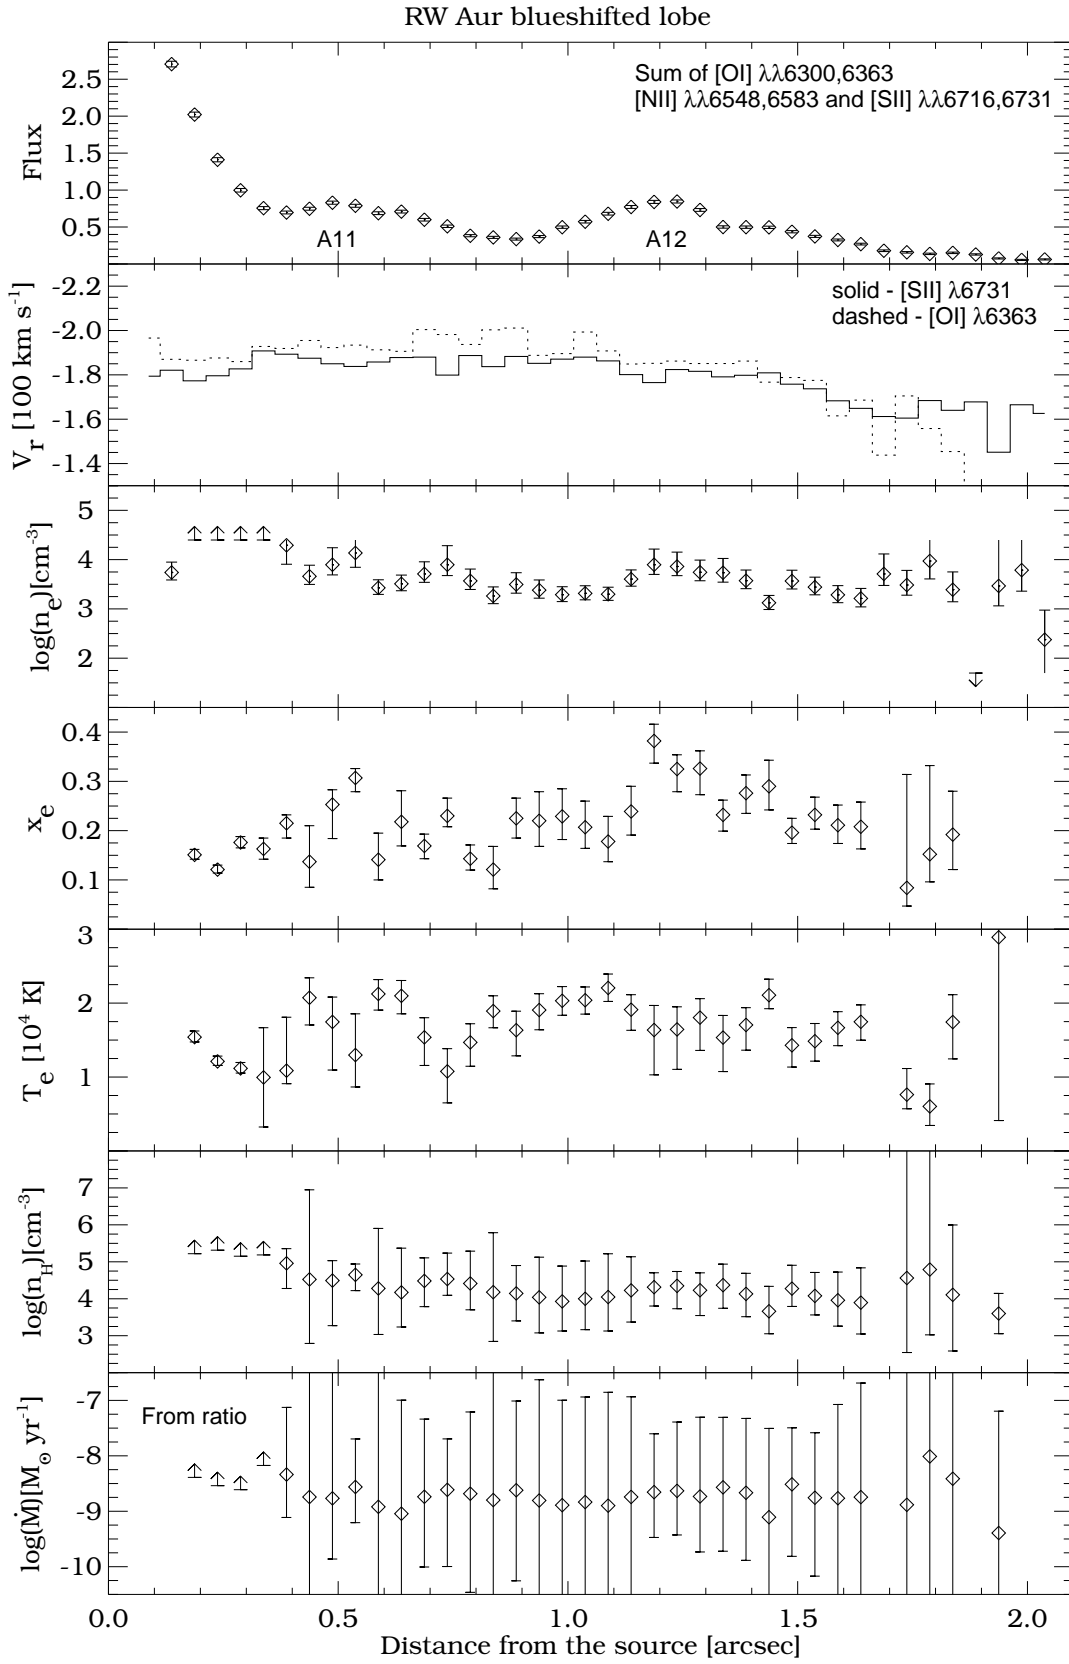 RW Aur blueshifted lobe
Sum of [OI] λλ6300,6363
[NII] λλ6548,6583 and [SII] λλ6716,6731
Flux
2.5
2.0
1.5
1.0
0.5
A11
A12
solid - [SII] λ6731
dashed - [OI] λ6363
V_r [100 km s⁻¹]
-2.2
-2.0
-1.8
-1.6
-1.4
log(n_e)[cm⁻³]
5
4
3
2
x_e
0.4
0.3
0.2
0.1
T_e [10⁴ K]
3
2
1
log(n_H)[cm⁻³]
7
6
5
4
3
From ratio
log(Ṁ)[M_⊙ yr⁻¹]
-7
-8
-9
-10
0.0 0.5 1.0 1.5 2.0
Distance from the source [arcsec]